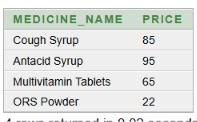 MEDICINE_NAME PRICE
Cough Syrup 85
Antacid Syrup 95
Multivitamin Tablets 65
ORS Powder 22